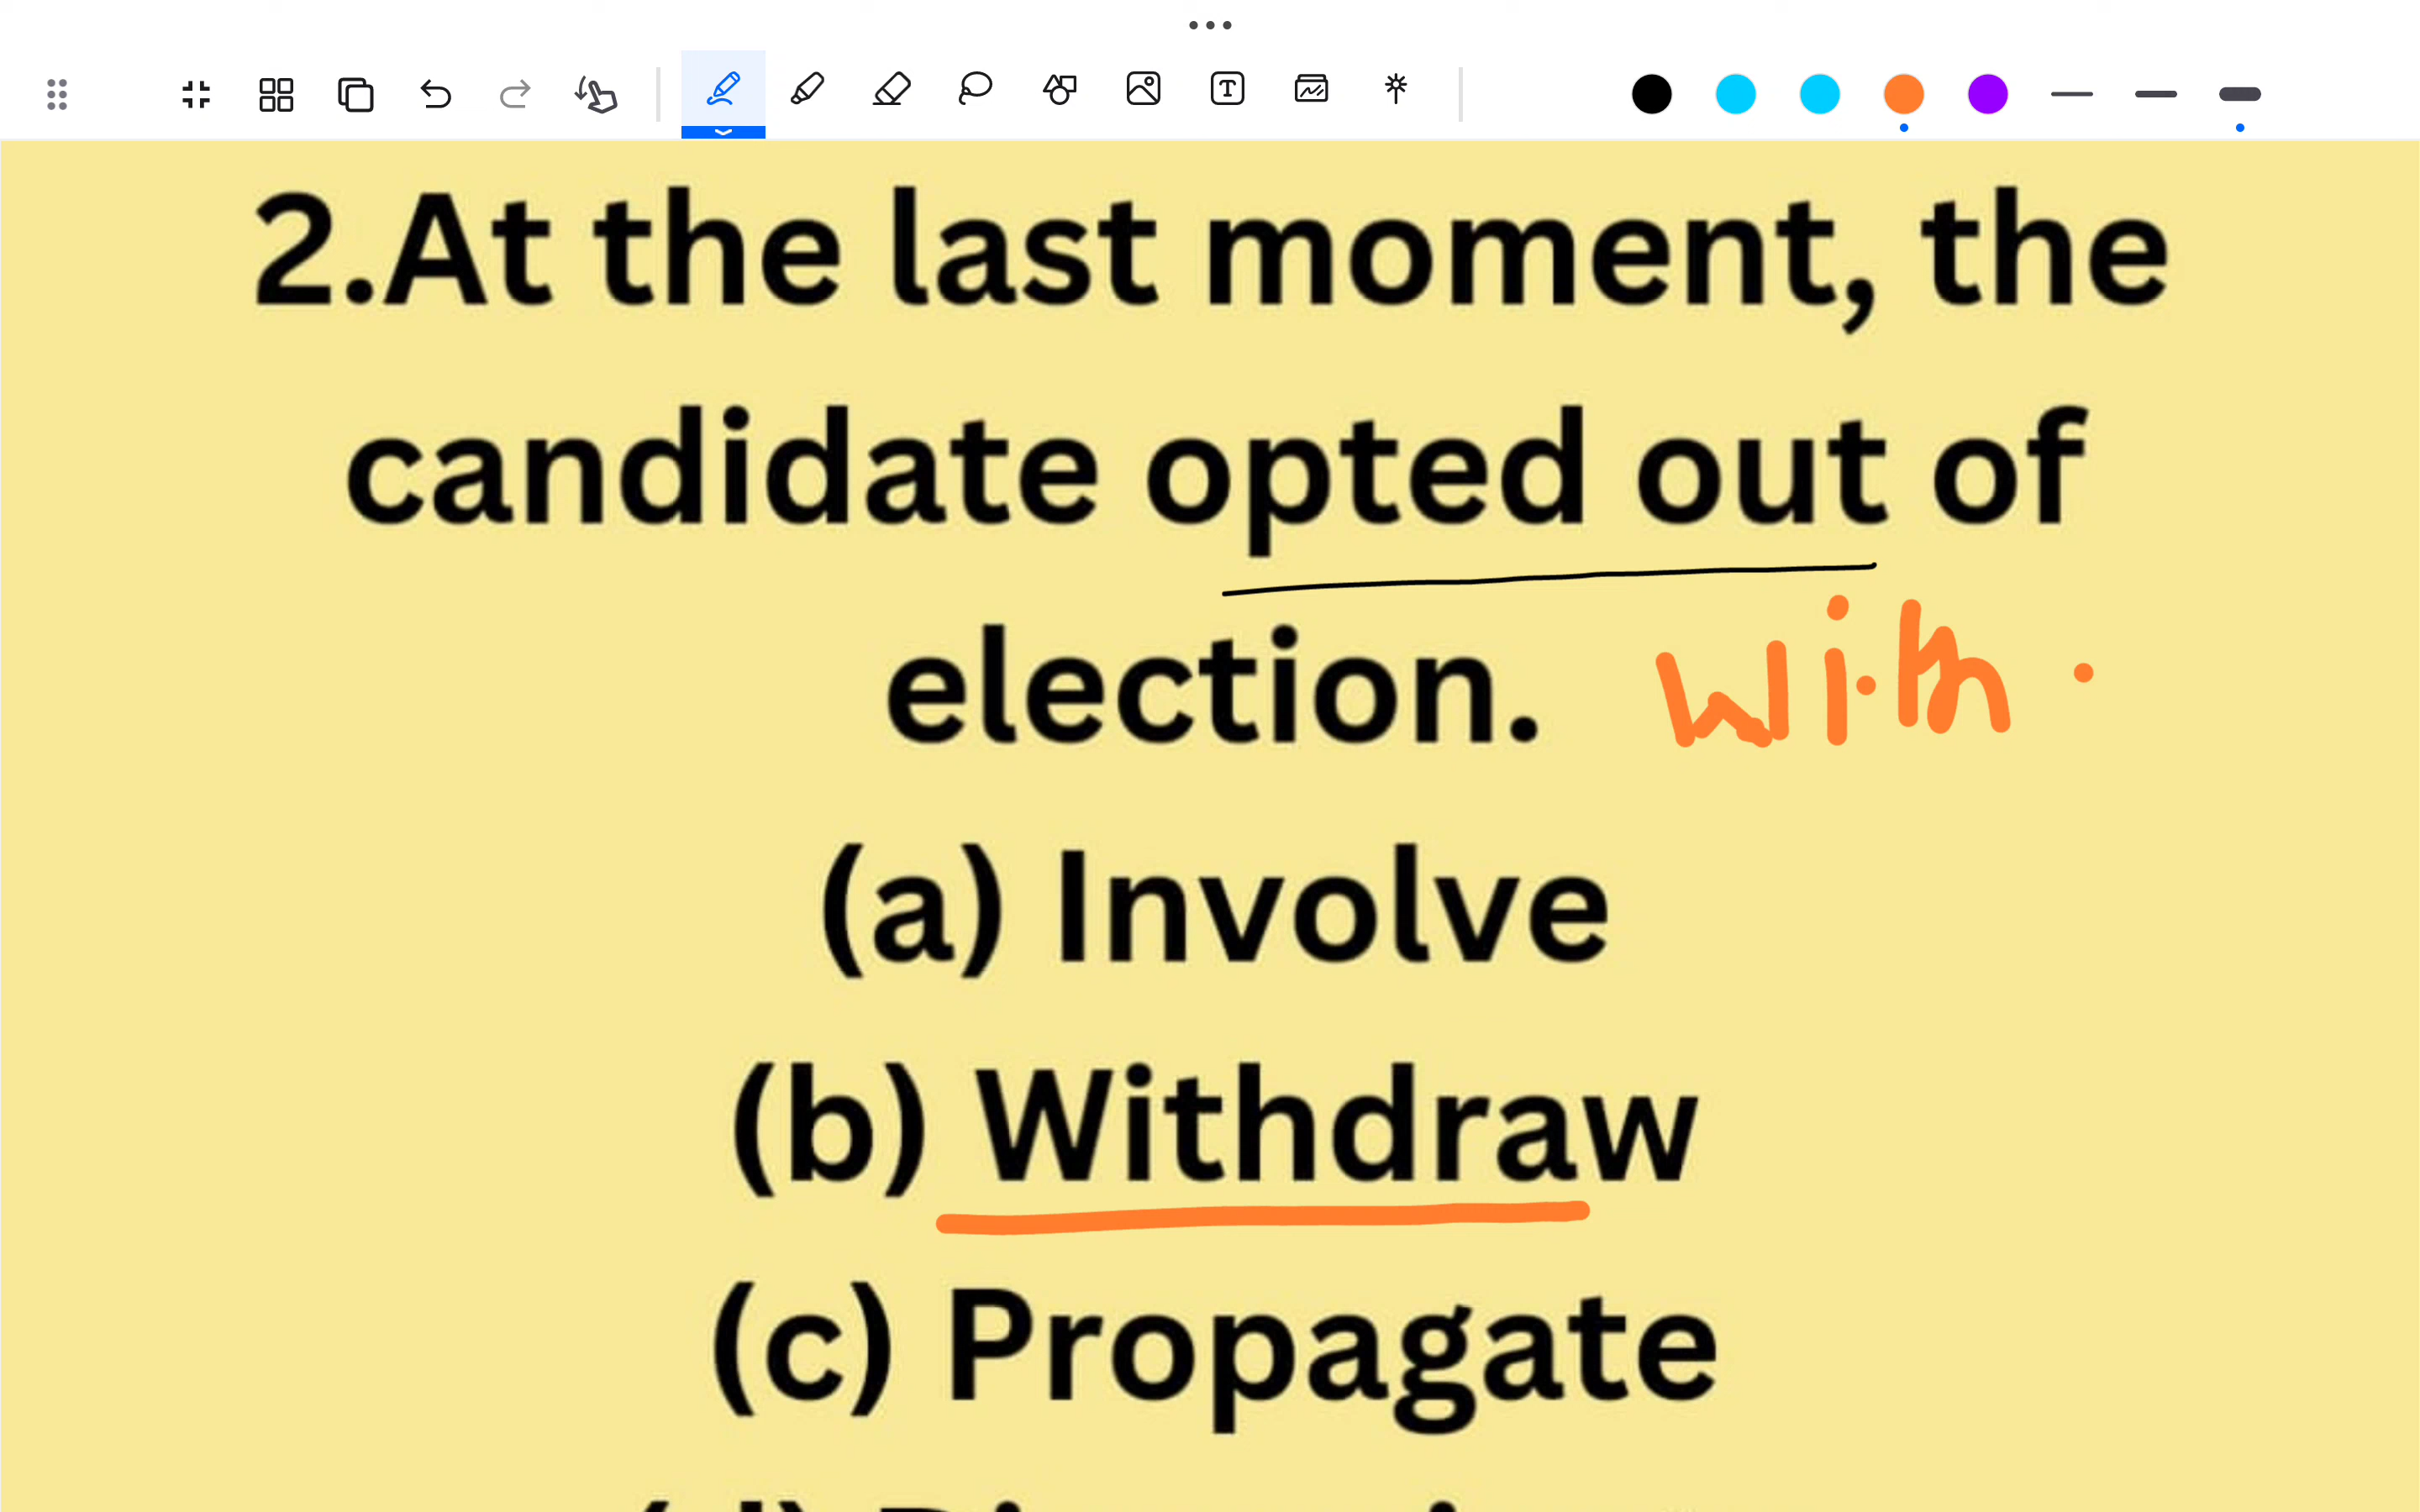 2.At the last moment, the
candidate opted out of
election. with
(a) Involve
(b) Withdraw
(c) Propagate